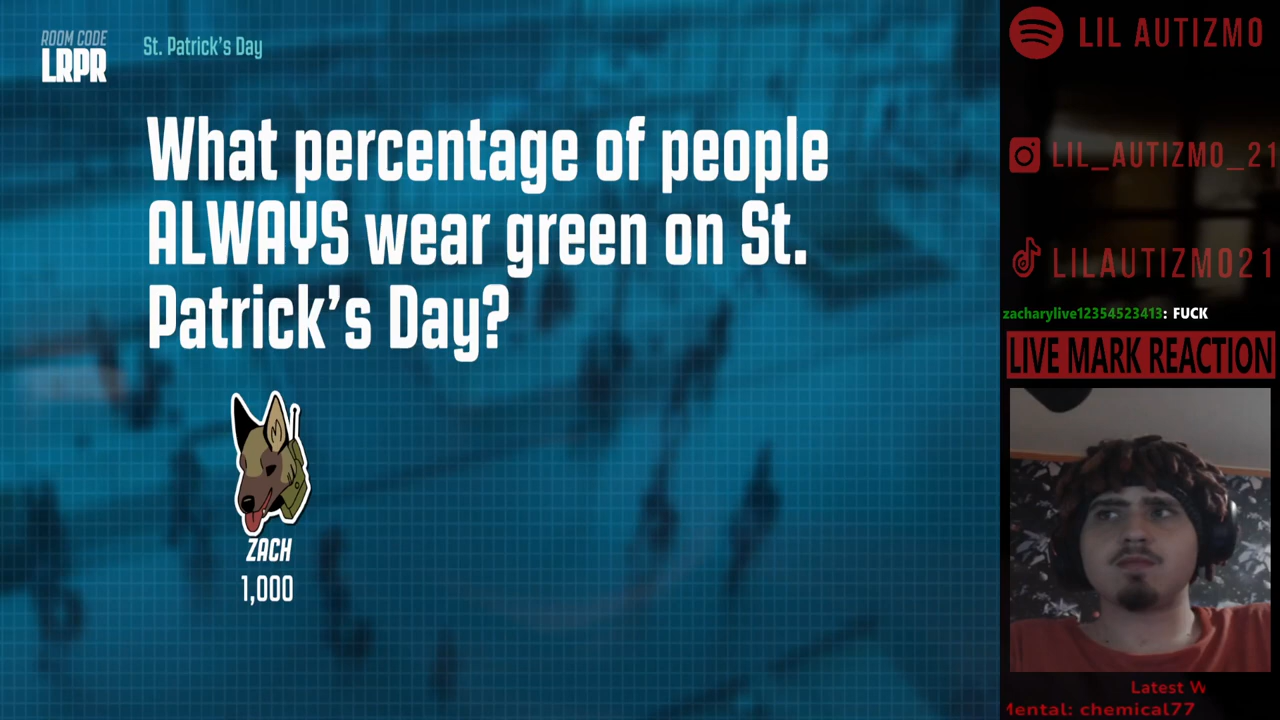 ROOM CODE
LRPR
St. Patrick's Day
What percentage of people
ALWAYS wear green on St.
Patrick's Day?
ZACH
1,000
LIL AUTIZMO
LIL_AUTIZMO_21
LILAUTIZMO21
zacharylive12354523413: FUCK
LIVE MARK REACTION
Latest W
Mental: chemical77